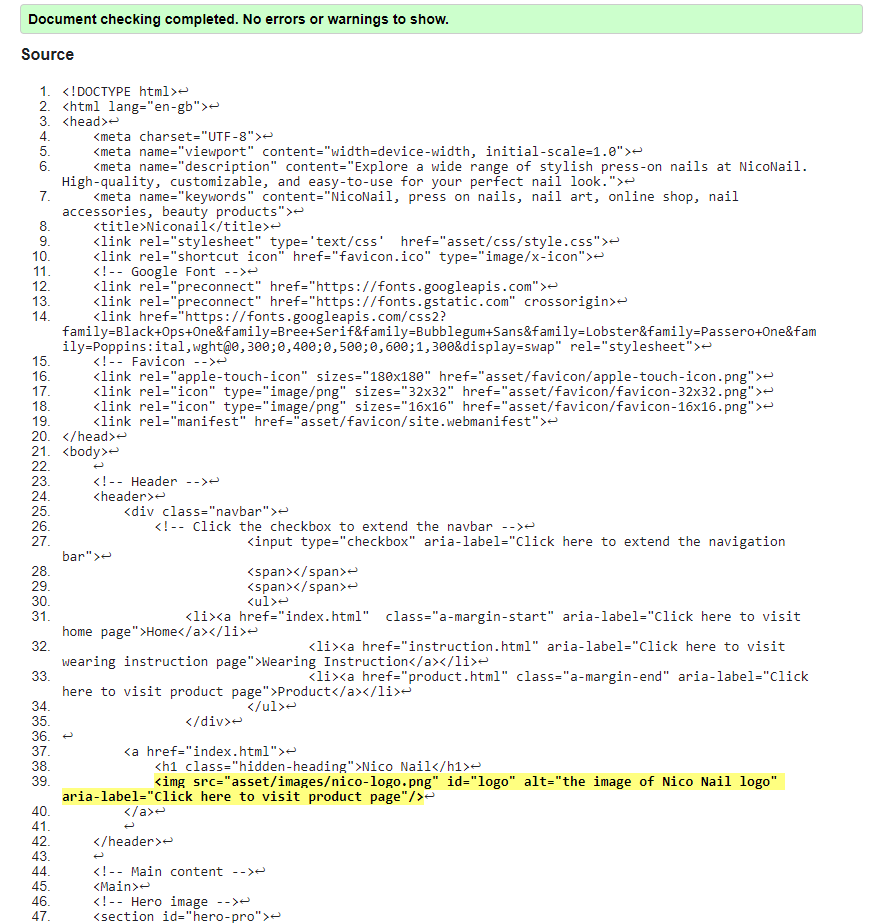 Document checking completed. No errors or warnings to show.
Source
1. <!DOCTYPE html>↩
2. <html lang="en-gb">↩
3. <head>↩
4. <meta charset="UTF-8">↩
5. <meta name="viewport" content="width=device-width, initial-scale=1.0">↩
6. <meta name="description" content="Explore a wide range of stylish press-on nails at NicoNail.
High-quality, customizable, and easy-to-use for your perfect nail look.">↩
7. <meta name="keywords" content="NicoNail, press on nails, nail art, online shop, nail
accessories, beauty products">↩
8. <title>Niconail</title>↩
9. <link rel="stylesheet" type='text/css'  href="asset/css/style.css">↩
10. <link rel="shortcut icon" href="favicon.ico" type="image/x-icon">↩
11. <!-- Google Font -->↩
12. <link rel="preconnect" href="https://fonts.googleapis.com">↩
13. <link rel="preconnect" href="https://fonts.gstatic.com" crossorigin>↩
14. <link href="https://fonts.googleapis.com/css2?
family=Black+Ops+One&family=Bree+Serif&family=Bubblegum+Sans&family=Lobster&family=Passero+One&fam
ily=Poppins:ital,wght@0,300;0,400;0,500;0,600;1,300&display=swap" rel="stylesheet">↩
15. <!-- Favicon -->↩
16. <link rel="apple-touch-icon" sizes="180x180" href="asset/favicon/apple-touch-icon.png">↩
17. <link rel="icon" type="image/png" sizes="32x32" href="asset/favicon/favicon-32x32.png">↩
18. <link rel="icon" type="image/png" sizes="16x16" href="asset/favicon/favicon-16x16.png">↩
19. <link rel="manifest" href="asset/favicon/site.webmanifest">↩
20. </head>↩
21. <body>↩
22. ↩
23. <!-- Header -->↩
24. <header>↩
25. <div class="navbar">↩
26. <!-- Click the checkbox to extend the navbar -->↩
27. <input type="checkbox" aria-label="Click here to extend the navigation
bar">↩
28. <span></span>↩
29. <span></span>↩
30. <ul>↩
31. <li><a href="index.html"  class="a-margin-start" aria-label="Click here to visit
home page">Home</a></li>↩
32. <li><a href="instruction.html" aria-label="Click here to visit
wearing instruction page">Wearing Instruction</a></li>↩
33. <li><a href="product.html" class="a-margin-end" aria-label="Click
here to visit product page">Product</a></li>↩
34. </ul>↩
35. </div>↩
36. ↩
37. <a href="index.html">↩
38. <h1 class="hidden-heading">Nico Nail</h1>↩
39. <img src="asset/images/nico-logo.png" id="logo" alt="the image of Nico Nail logo"
aria-label="Click here to visit product page"/>↩
40. </a>↩
41. ↩
42. </header>↩
43. ↩
44. <!-- Main content -->↩
45. <Main>↩
46. <!-- Hero image -->↩
47. <section id="hero-pro">↩